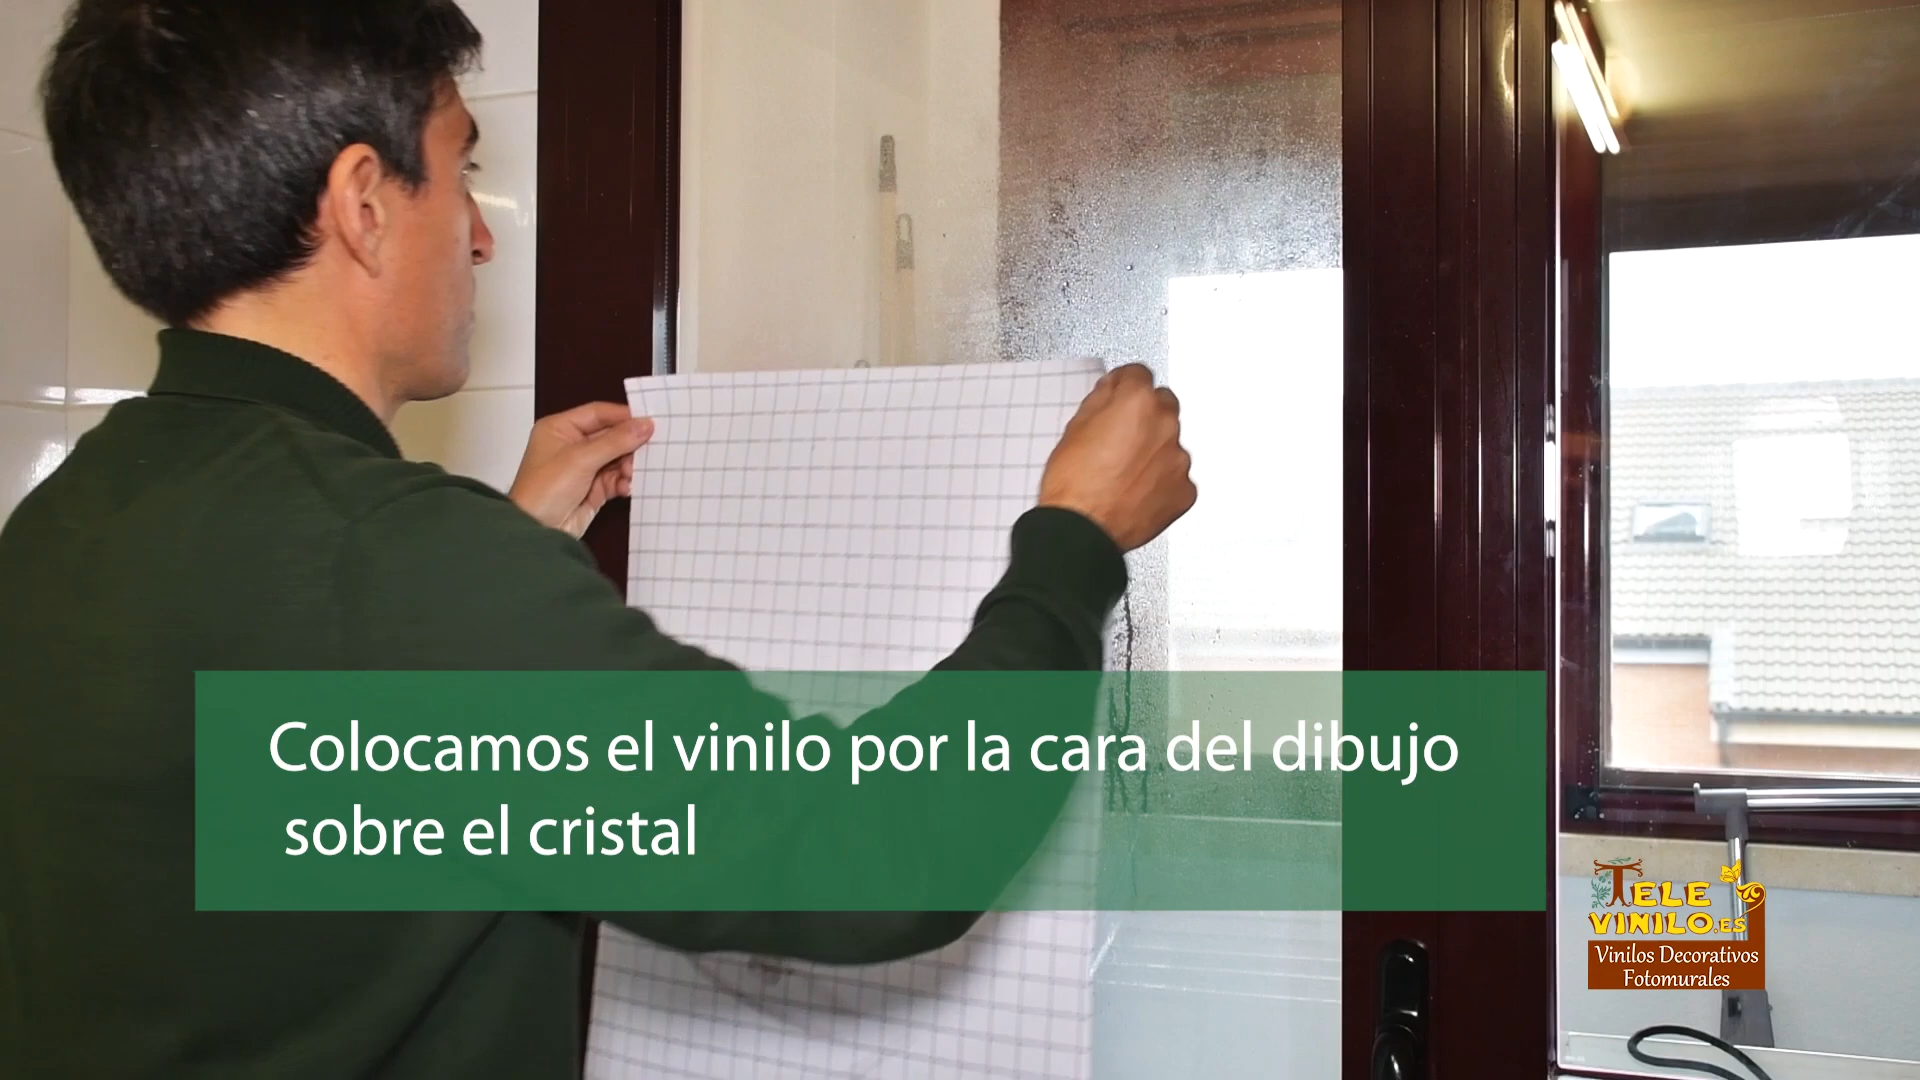 Colocamos el vinilo por la cara del dibujo
sobre el cristal
TELE
VINILO.ES
Vinilos Decorativos
Fotomurales